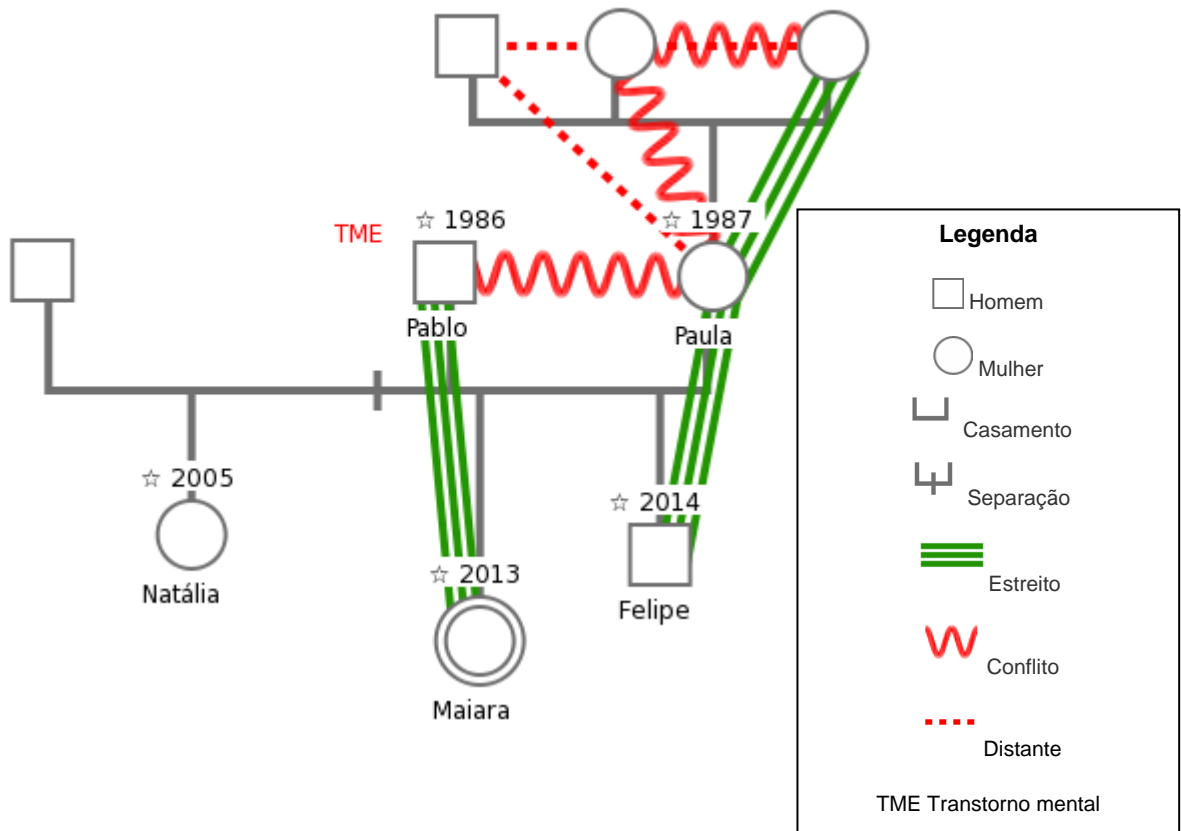 ☆ 1986
☆ 1987
TME
Pablo
Paula
☆ 2005
Natália
☆ 2013
Maiara
☆ 2014
Felipe
Legenda
Homem
Mulher
Casamento
Separação
Estreito
Conflito
Distante
TME Transtorno mental